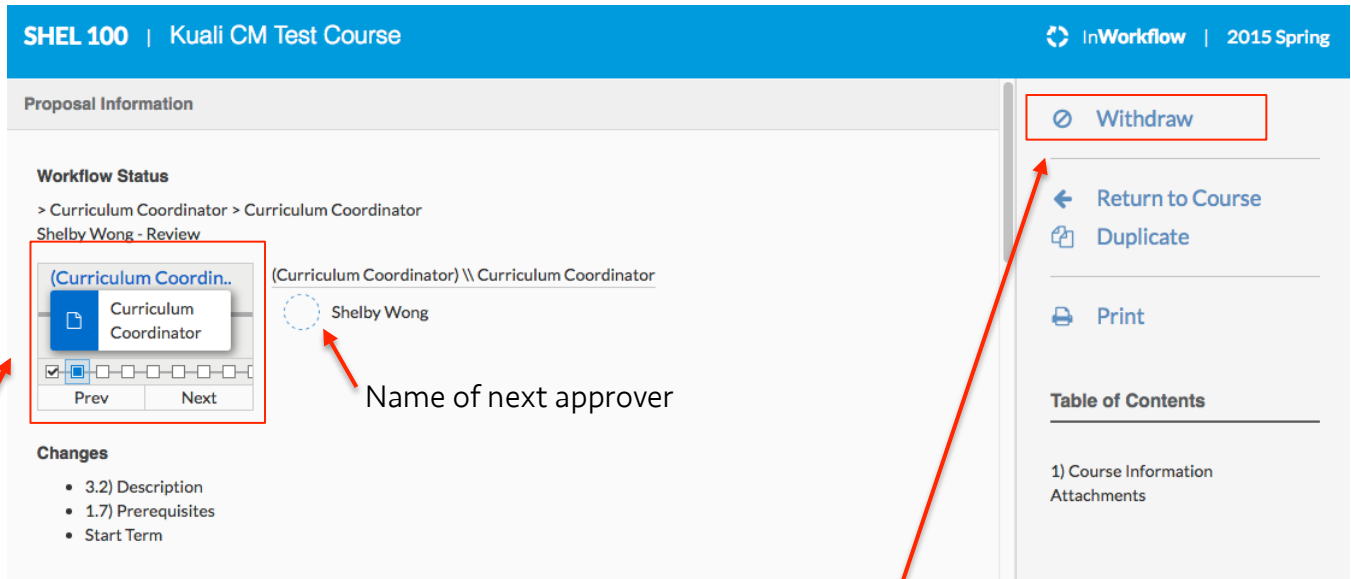 SHEL 100 | Kuali CM Test Course
InWorkflow | 2015 Spring
Proposal Information
Withdraw
Workflow Status
> Curriculum Coordinator > Curriculum Coordinator
Shelby Wong - Review
Return to Course
Duplicate
(Curriculum Coordin..
(Curriculum Coordinator) \\ Curriculum Coordinator
Curriculum
Coordinator
Shelby Wong
Print
Prev Next
Name of next approver
Table of Contents
Changes
• 3.2) Description
• 1.7) Prerequisites
• Start Term
1) Course Information
Attachments